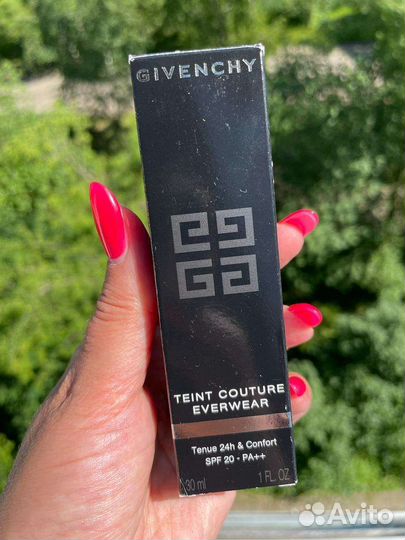 GIVENCHY
TEINT COUTURE
EVERWEAR
Tenue 24h & Confort
SPF 20 - PA++
30 ml 1 FL. OZ
Avito